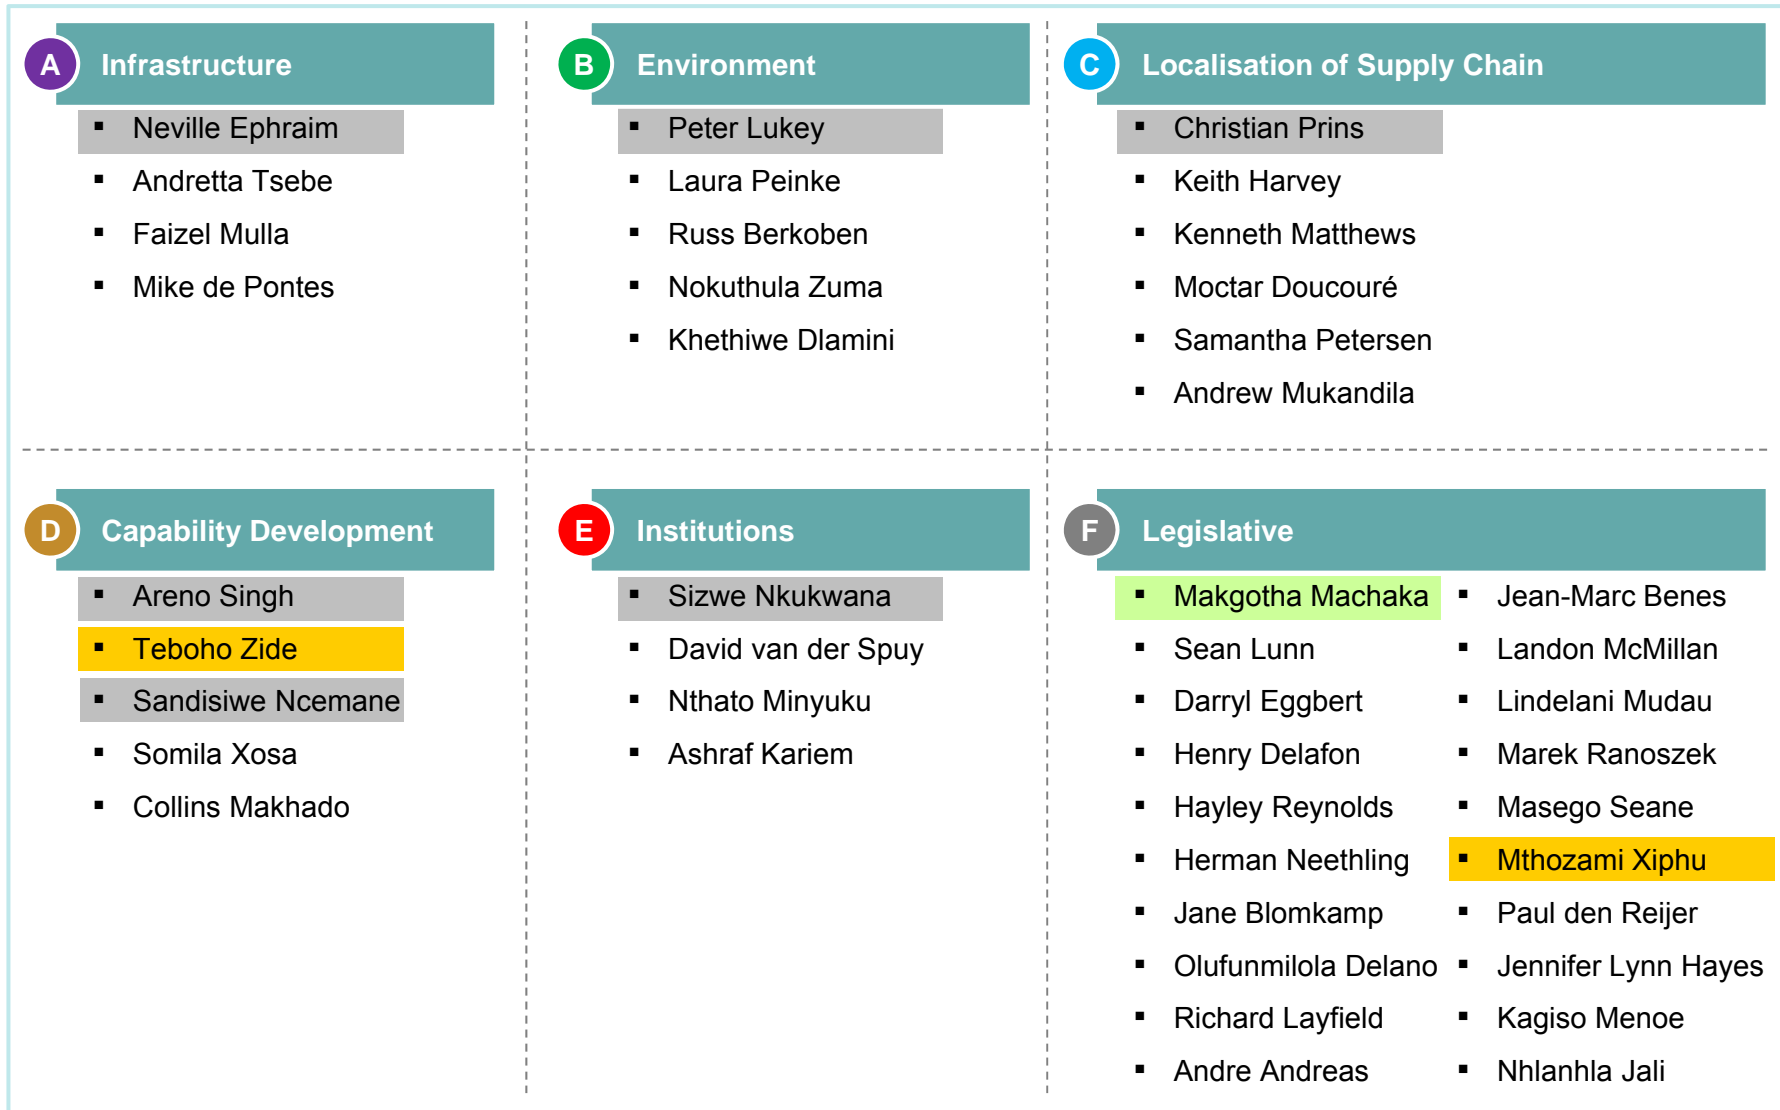 A Infrastructure
▪ Neville Ephraim
▪ Andretta Tsebe
▪ Faizel Mulla
▪ Mike de Pontes
B Environment
▪ Peter Lukey
▪ Laura Peinke
▪ Russ Berkoben
▪ Nokuthula Zuma
▪ Khethiwe Dlamini
C Localisation of Supply Chain
▪ Christian Prins
▪ Keith Harvey
▪ Kenneth Matthews
▪ Moctar Doucouré
▪ Samantha Petersen
▪ Andrew Mukandila
D Capability Development
▪ Areno Singh
▪ Teboho Zide
▪ Sandisiwe Ncemane
▪ Somila Xosa
▪ Collins Makhado
E Institutions
▪ Sizwe Nkukwana
▪ David van der Spuy
▪ Nthato Minyuku
▪ Ashraf Kariem
F Legislative
▪ Makgotha Machaka
▪ Sean Lunn
▪ Darryl Eggbert
▪ Henry Delafon
▪ Hayley Reynolds
▪ Herman Neethling
▪ Jane Blomkamp
▪ Olufunmilola Delano
▪ Richard Layfield
▪ Andre Andreas
▪ Jean-Marc Benes
▪ Landon McMillan
▪ Lindelani Mudau
▪ Marek Ranoszek
▪ Masego Seane
▪ Mthozami Xiphu
▪ Paul den Reijer
▪ Jennifer Lynn Hayes
▪ Kagiso Menoe
▪ Nhlanhla Jali